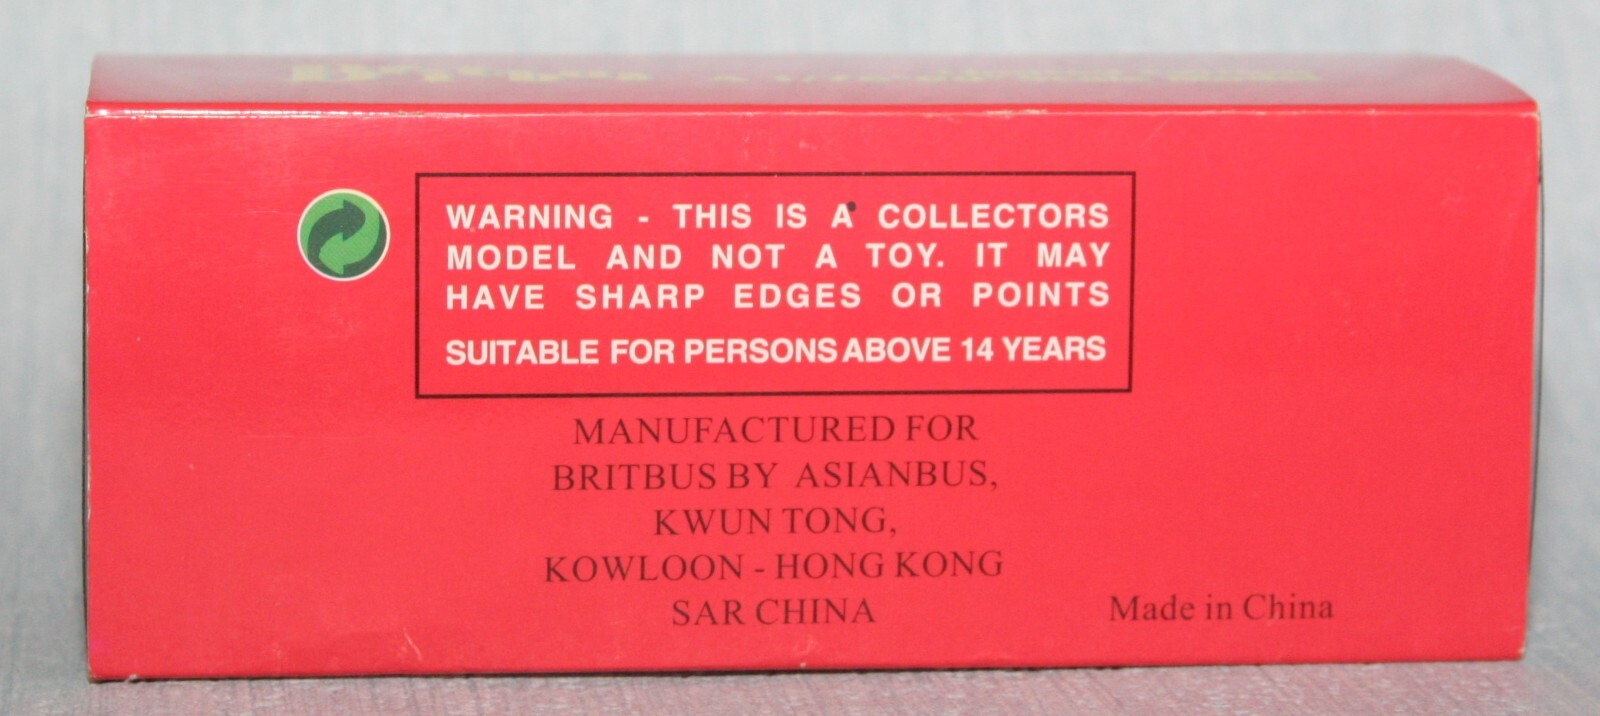 WARNING - THIS IS A COLLECTORS
MODEL AND NOT A TOY. IT MAY
HAVE SHARP EDGES OR POINTS
SUITABLE FOR PERSONS ABOVE 14 YEARS
MANUFACTURED FOR
BRITBUS BY ASIANBUS,
KWUN TONG,
KOWLOON - HONG KONG
SAR CHINA
Made in China